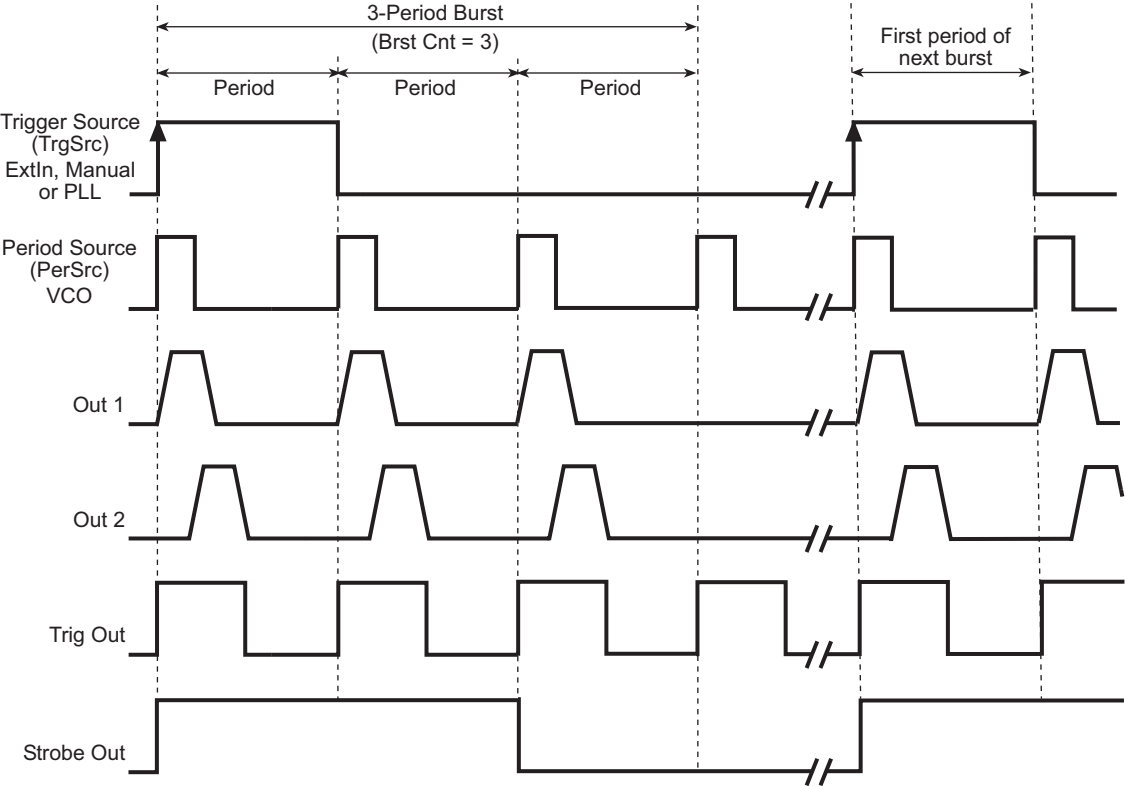 3-Period Burst
(Brst Cnt = 3)
First period of
next burst
Period
Period
Period
Trigger Source
(TrgSrc)
ExtIn, Manual
or PLL
Period Source
(PerSrc)
VCO
Out 1
Out 2
Trig Out
Strobe Out